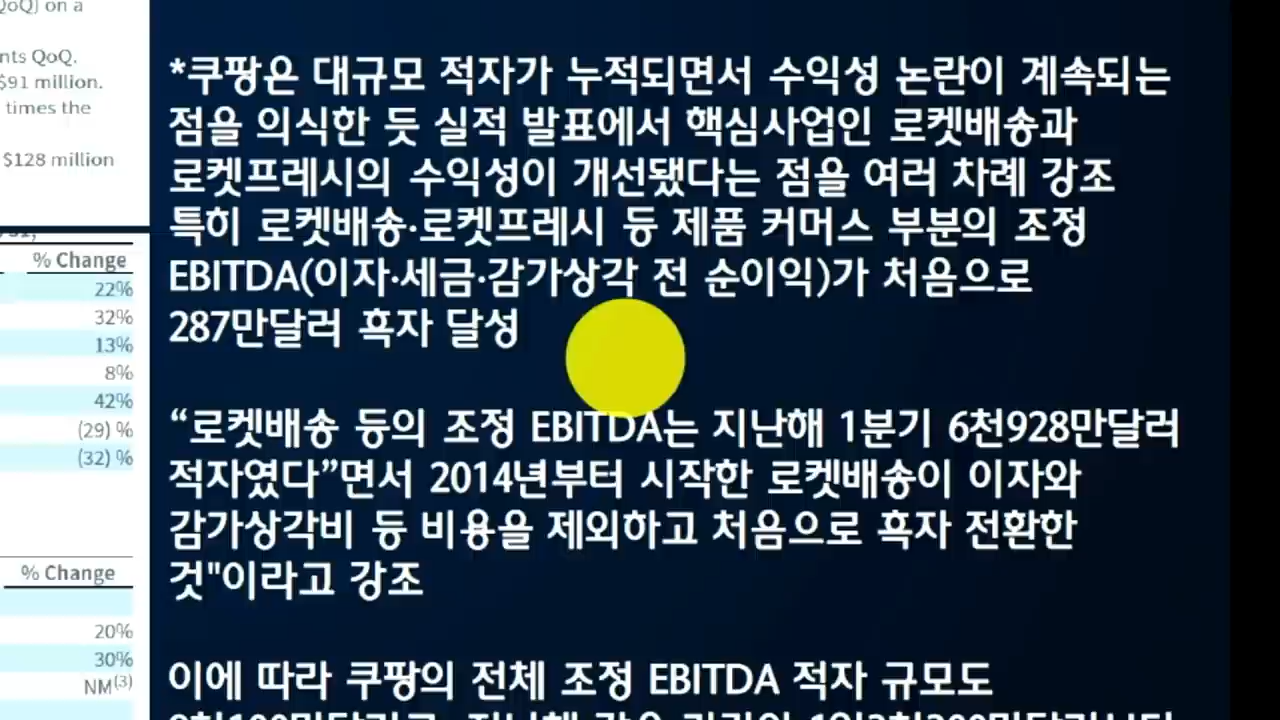 QoQ) on a
nts QoQ.
$91 million.
times the
$128 million
% Change
22%
32%
13%
8%
42%
(29) %
(32) %
% Change
20%
30%
NM(3)
*쿠팡은 대규모 적자가 누적되면서 수익성 논란이 계속되는
점을 의식한 듯 실적 발표에서 핵심사업인 로켓배송과
로켓프레시의 수익성이 개선됐다는 점을 여러 차례 강조
특히 로켓배송·로켓프레시 등 제품 커머스 부분의 조정
EBITDA(이자·세금·감가상각 전 순이익)가 처음으로
287만달러 흑자 달성
“로켓배송 등의 조정 EBITDA는 지난해 1분기 6천928만달러
적자였다”면서 2014년부터 시작한 로켓배송이 이자와
감가상각비 등 비용을 제외하고 처음으로 흑자 전환한
것"이라고 강조
이에 따라 쿠팡의 전체 조정 EBITDA 적자 규모도